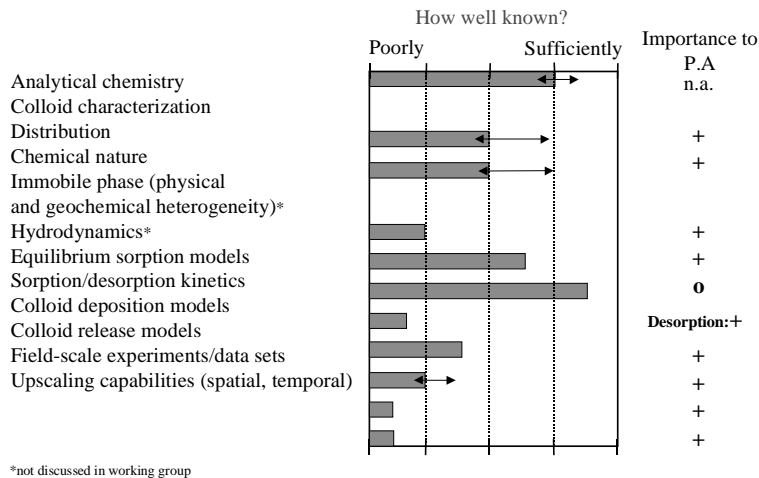 How well known?
Poorly Sufficiently Importance to
P.A
Analytical chemistry n.a.
Colloid characterization
Distribution +
Chemical nature +
Immobile phase (physical
and geochemical heterogeneity)*
Hydrodynamics* +
Equilibrium sorption models +
Sorption/desorption kinetics o
Colloid deposition models
Colloid release models Desorption:+
Field-scale experiments/data sets +
Upscaling capabilities (spatial, temporal) +
+
+
*not discussed in working group